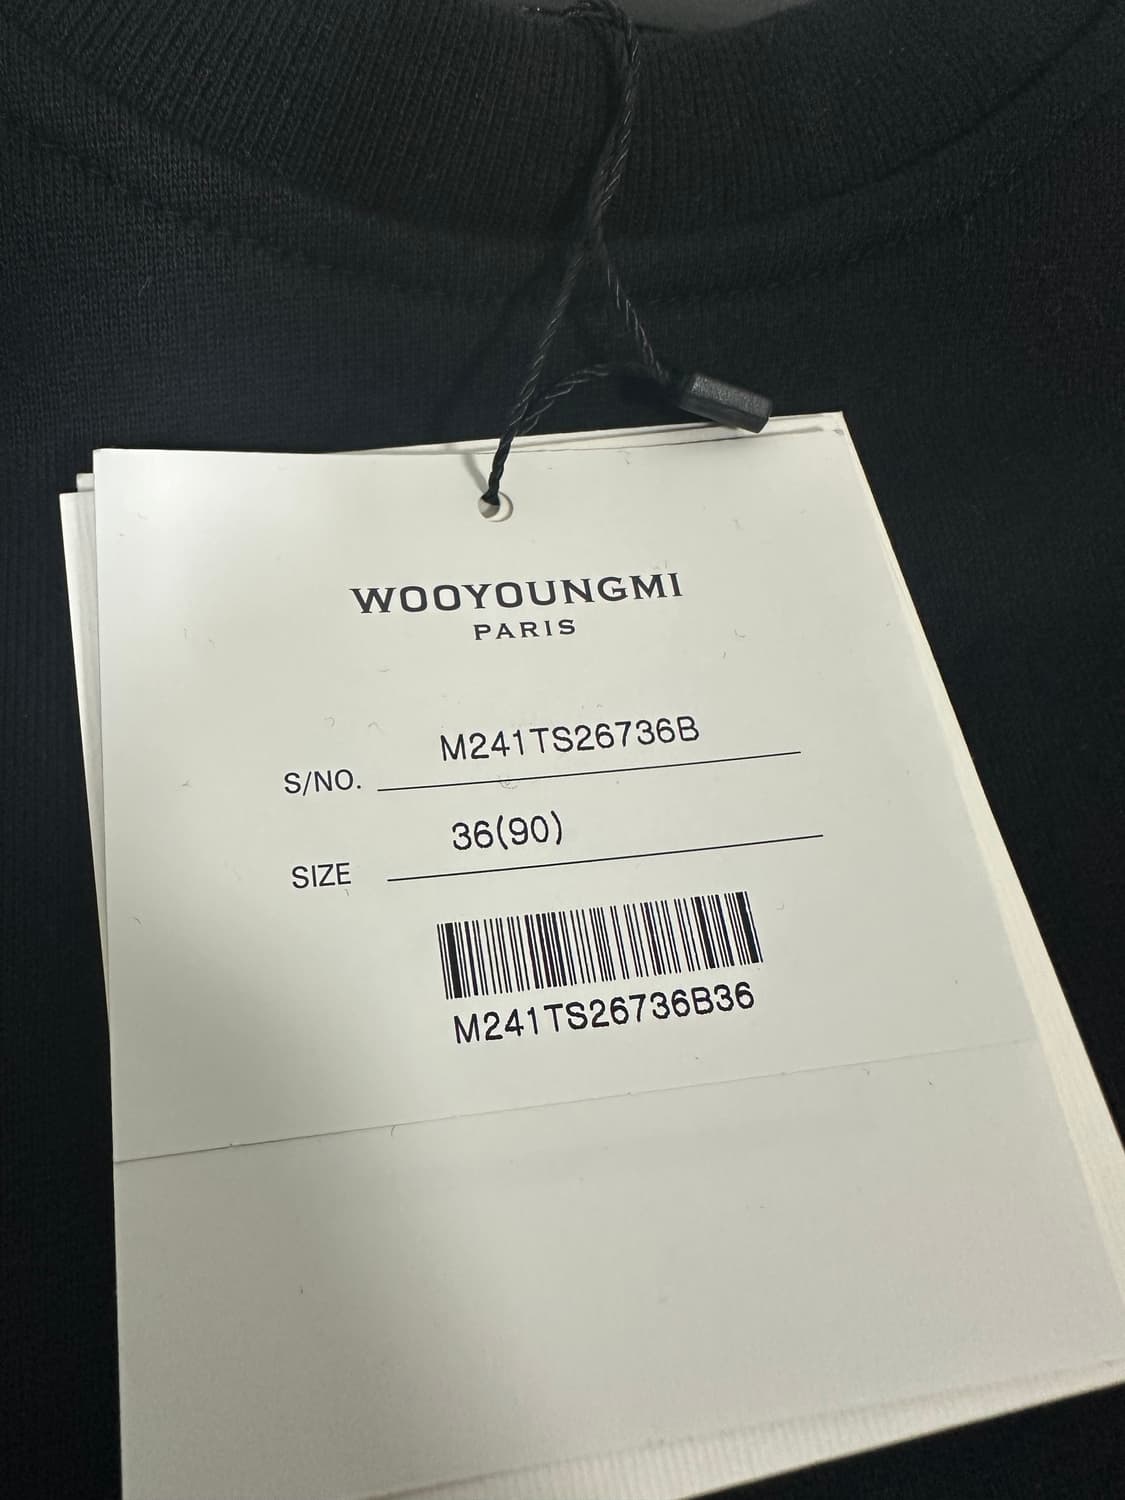 WOOYOUNGMI
PARIS
S/NO. M241TS26736B
SIZE 36(90)
M241TS26736B36